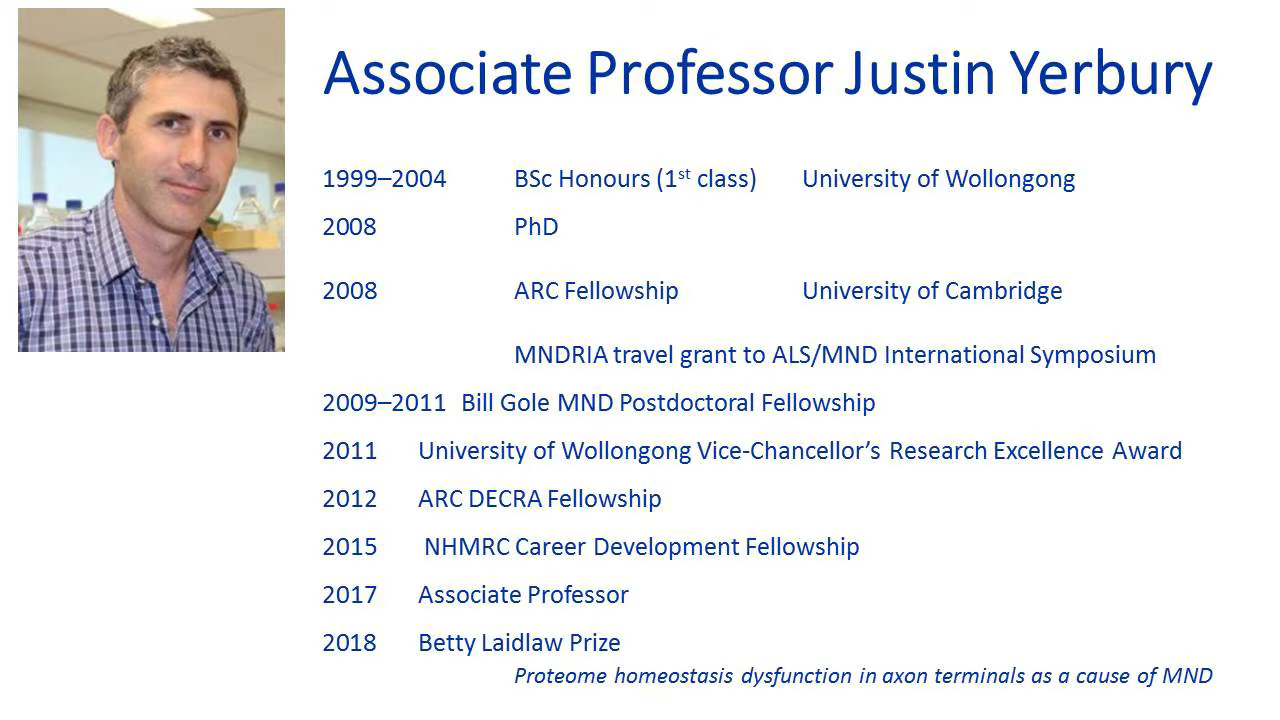 Associate Professor Justin Yerbury
1999–2004 BSc Honours (1st class) University of Wollongong
2008 PhD
2008 ARC Fellowship University of Cambridge
MNDRIA travel grant to ALS/MND International Symposium
2009–2011 Bill Gole MND Postdoctoral Fellowship
2011 University of Wollongong Vice-Chancellor’s Research Excellence Award
2012 ARC DECRA Fellowship
2015 NHMRC Career Development Fellowship
2017 Associate Professor
2018 Betty Laidlaw Prize
Proteome homeostasis dysfunction in axon terminals as a cause of MND